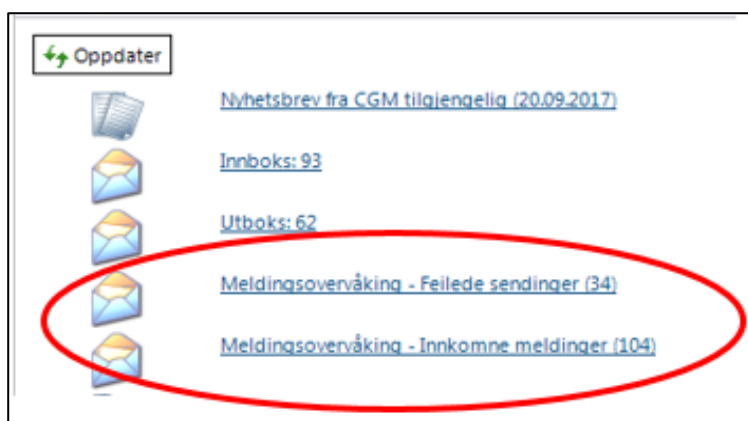 Oppdater
Nyhetsbrev fra CGM tilgjengelig (20.09.2017)
Innboks: 93
Utboks: 62
Meldingsovervåking - Feilede sendinger (34)
Meldingsovervåking - Innkomne meldinger (104)